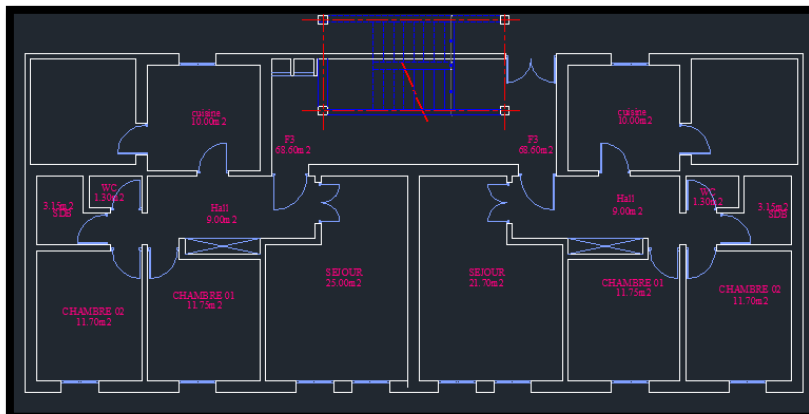 cuisine
10.00m2
F3
68.60m2
F3
68.60m2
cuisine
10.00m2
3.15m2
SDB
WC
1.30m2
Hall
9.00m2
Hall
9.00m2
WC
1.30m2
3.15m2
SDB
CHAMBRE 02
11.70m2
CHAMBRE 01
11.75m2
SEJOUR
25.00m2
SEJOUR
21.70m2
CHAMBRE 01
11.75m2
CHAMBRE 02
11.70m2